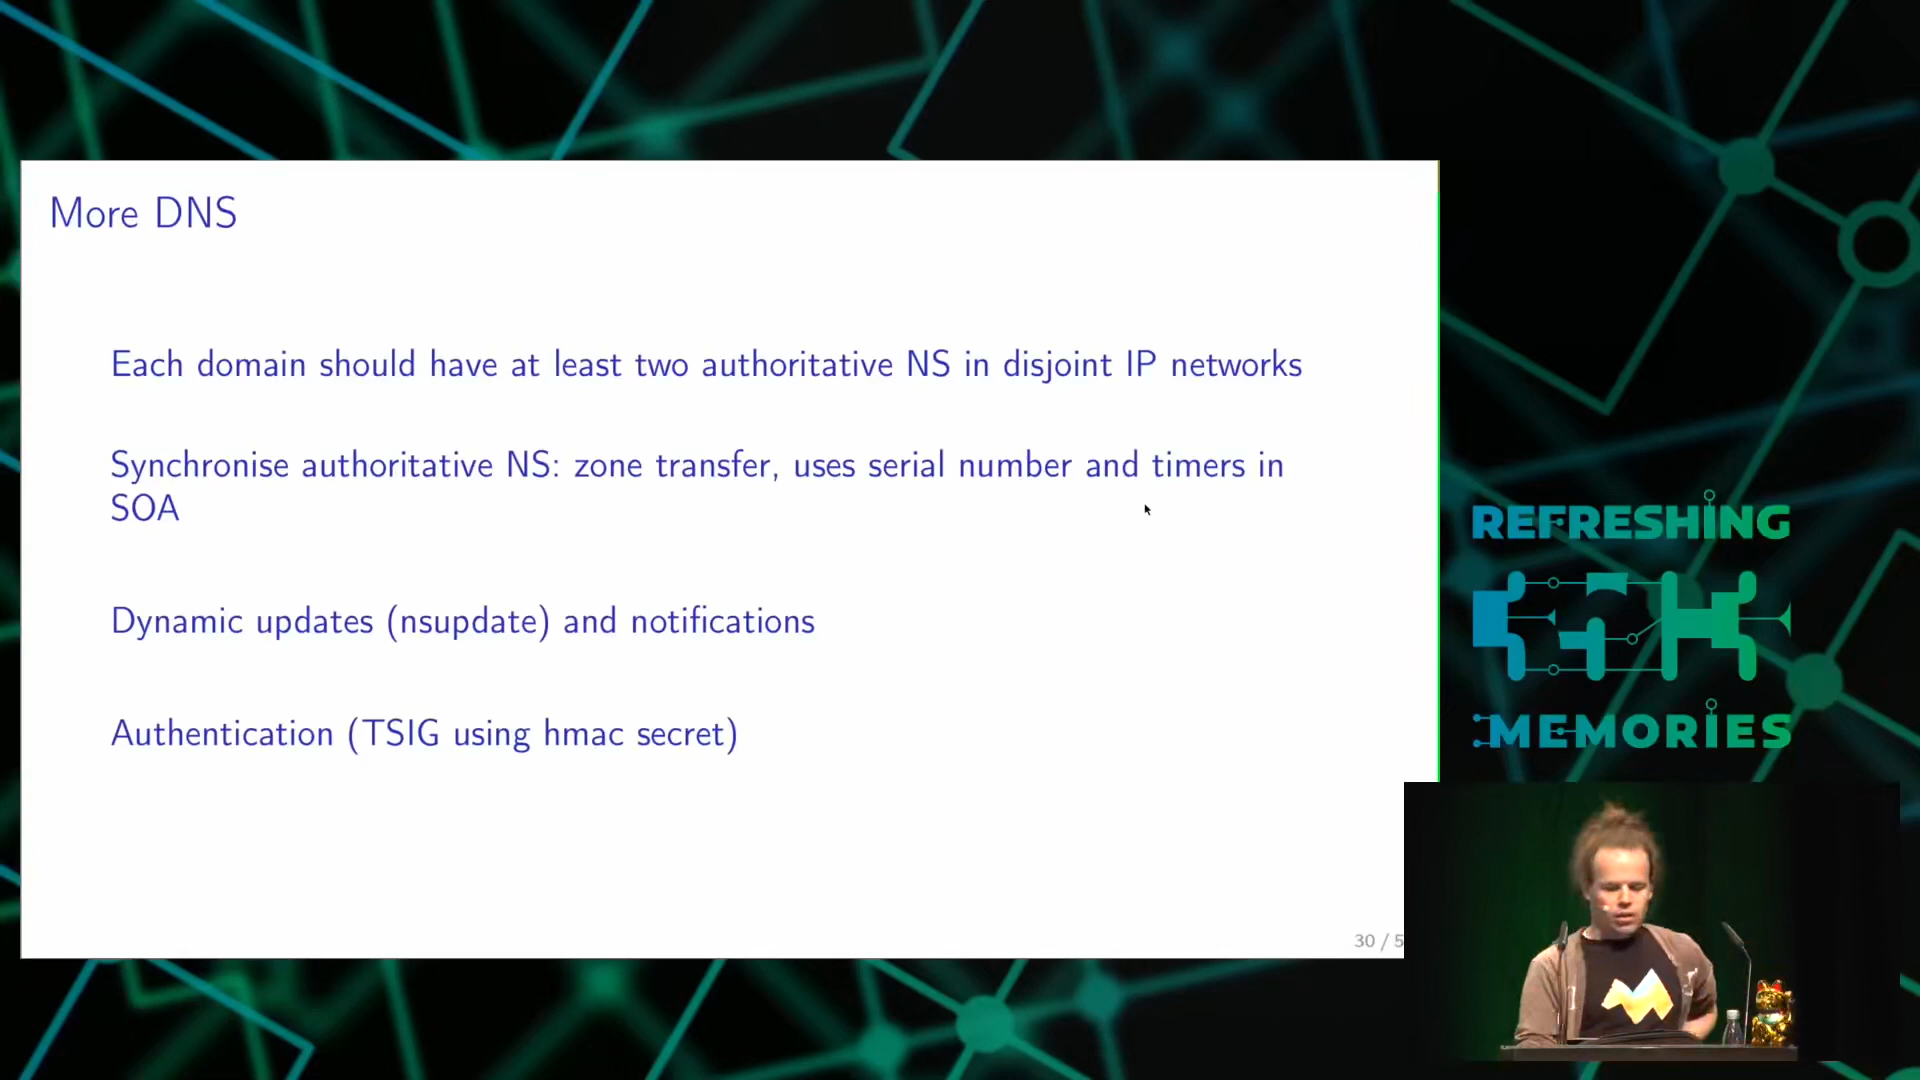 More DNS
Each domain should have at least two authoritative NS in disjoint IP networks
Synchronise authoritative NS: zone transfer, uses serial number and timers in
SOA
Dynamic updates (nsupdate) and notifications
Authentication (TSIG using hmac secret)
30 / 5
REFRESHING
MEMORIES